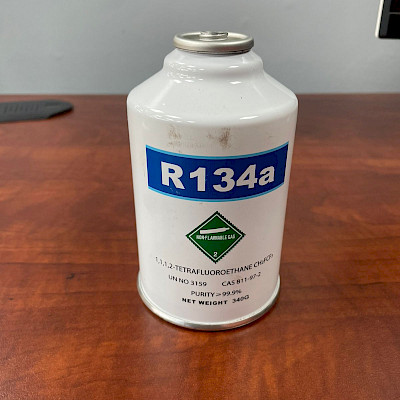 R134a
NON-FLAMMABLE GAS
2
1,1,1,2-TETRAFLUOROETHANE CH₂FCF₃
UN NO 3159 CAS 811-97-2
PURITY > 99.9%
NET WEIGHT 340G